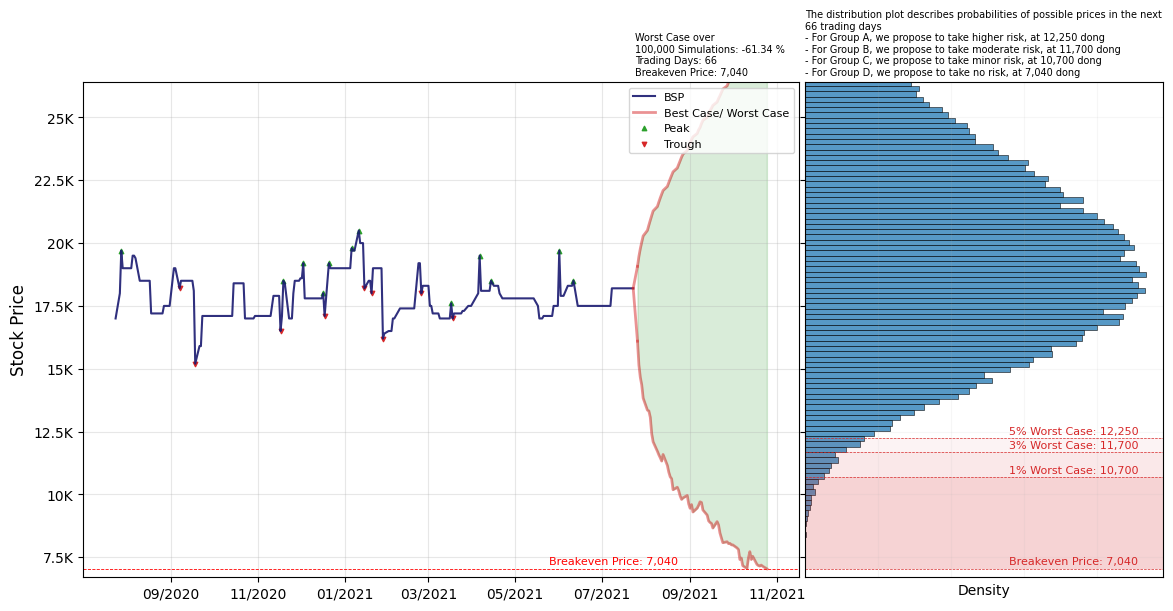 The distribution plot describes probabilities of possible prices in the next
66 trading days
- For Group A, we propose to take higher risk, at 12,250 dong
- For Group B, we propose to take moderate risk, at 11,700 dong
- For Group C, we propose to take minor risk, at 10,700 dong
- For Group D, we propose to take no risk, at 7,040 dong
Worst Case over
100,000 Simulations: -61.34 %
Trading Days: 66
Breakeven Price: 7,040
BSP
Best Case/ Worst Case
Peak
Trough
Stock Price
25K
22.5K
20K
17.5K
15K
12.5K
10K
7.5K
Breakeven Price: 7,040
09/2020
11/2020
01/2021
03/2021
05/2021
07/2021
09/2021
11/2021
5% Worst Case: 12,250
3% Worst Case: 11,700
1% Worst Case: 10,700
Breakeven Price: 7,040
Density